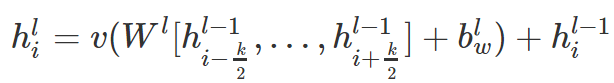 $h_i^l = v(W^l[h_{i-\frac{k}{2}}^{l-1}, \ldots, h_{i+\frac{k}{2}}^{l-1}] + b_w^l) + h_i^{l-1}$